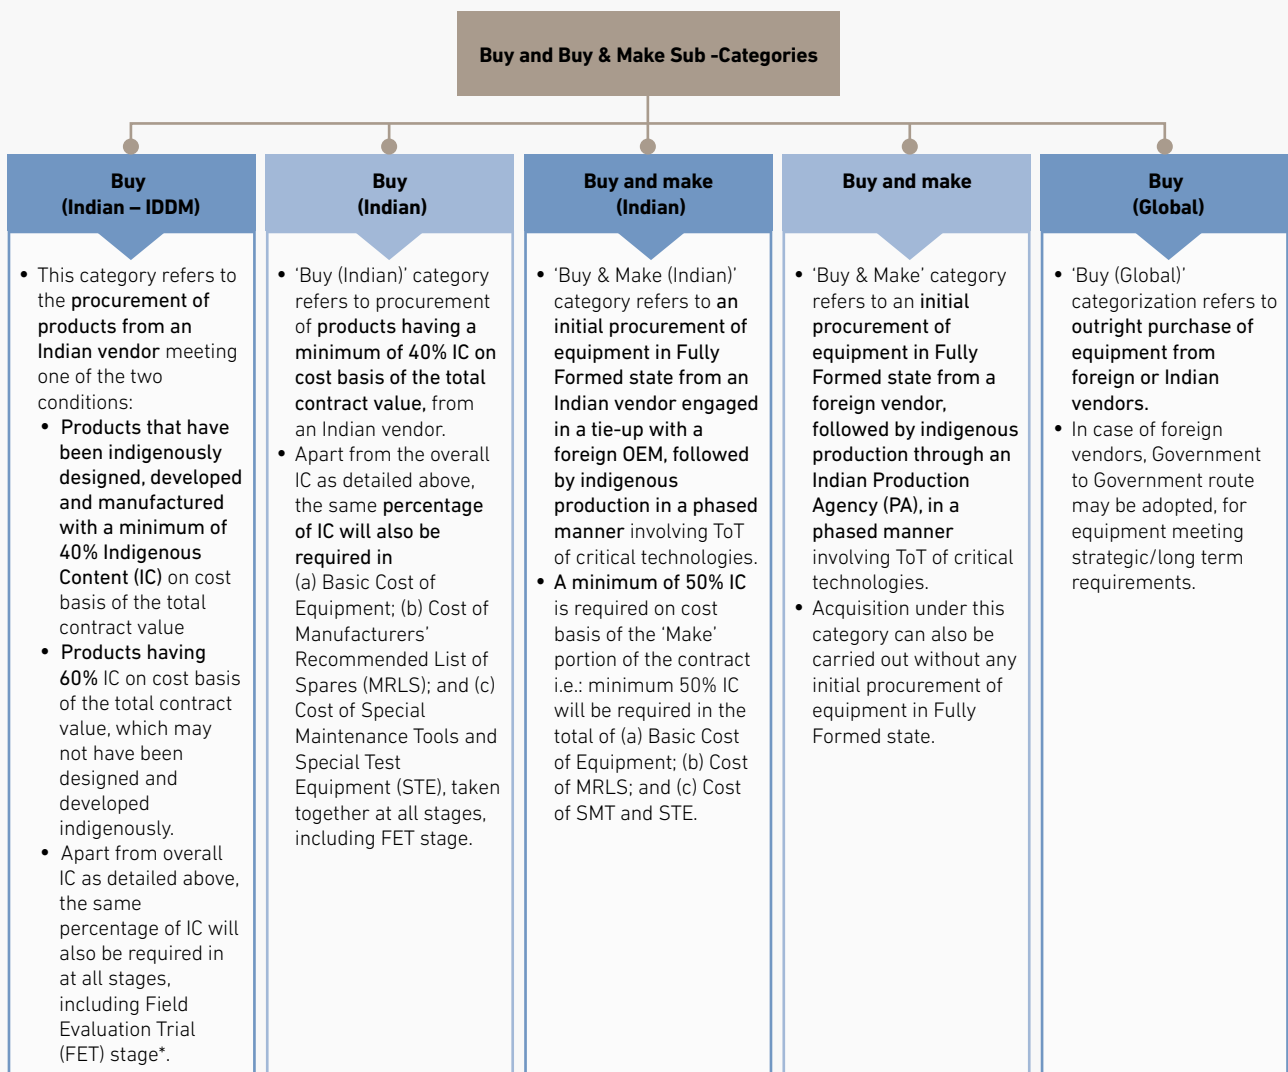 Buy and Buy & Make Sub -Categories
Buy
(Indian – IDDM)
• This category refers to
the procurement of
products from an
Indian vendor meeting
one of the two
conditions:
• Products that have
been indigenously
designed, developed
and manufactured
with a minimum of
40% Indigenous
Content (IC) on cost
basis of the total
contract value
• Products having
60% IC on cost basis
of the total contract
value, which may
not have been
designed and
developed
indigenously.
• Apart from overall
IC as detailed above,
the same
percentage of IC will
also be required in
at all stages,
including Field
Evaluation Trial
(FET) stage*.
Buy
(Indian)
• ‘Buy (Indian)’ category
refers to procurement
of products having a
minimum of 40% IC on
cost basis of the total
contract value, from
an Indian vendor.
• Apart from the overall
IC as detailed above,
the same percentage
of IC will also be
required in
(a) Basic Cost of
Equipment; (b) Cost of
Manufacturers’
Recommended List of
Spares (MRLS); and (c)
Cost of Special
Maintenance Tools and
Special Test
Equipment (STE), taken
together at all stages,
including FET stage.
Buy and make
(Indian)
• ‘Buy & Make (Indian)’
category refers to an
initial procurement of
equipment in Fully
Formed state from an
Indian vendor engaged
in a tie-up with a
foreign OEM, followed
by indigenous
production in a phased
manner involving ToT
of critical technologies.
• A minimum of 50% IC
is required on cost
basis of the ‘Make’
portion of the contract
i.e.: minimum 50% IC
will be required in the
total of (a) Basic Cost
of Equipment; (b) Cost
of MRLS; and (c) Cost
of SMT and STE.
Buy and make
• ‘Buy & Make’ category
refers to an initial
procurement of
equipment in Fully
Formed state from a
foreign vendor,
followed by indigenous
production through an
Indian Production
Agency (PA), in a
phased manner
involving ToT of critical
technologies.
• Acquisition under this
category can also be
carried out without any
initial procurement of
equipment in Fully
Formed state.
Buy
(Global)
• ‘Buy (Global)’
categorization refers to
outright purchase of
equipment from
foreign or Indian
vendors.
• In case of foreign
vendors, Government
to Government route
may be adopted, for
equipment meeting
strategic/long term
requirements.